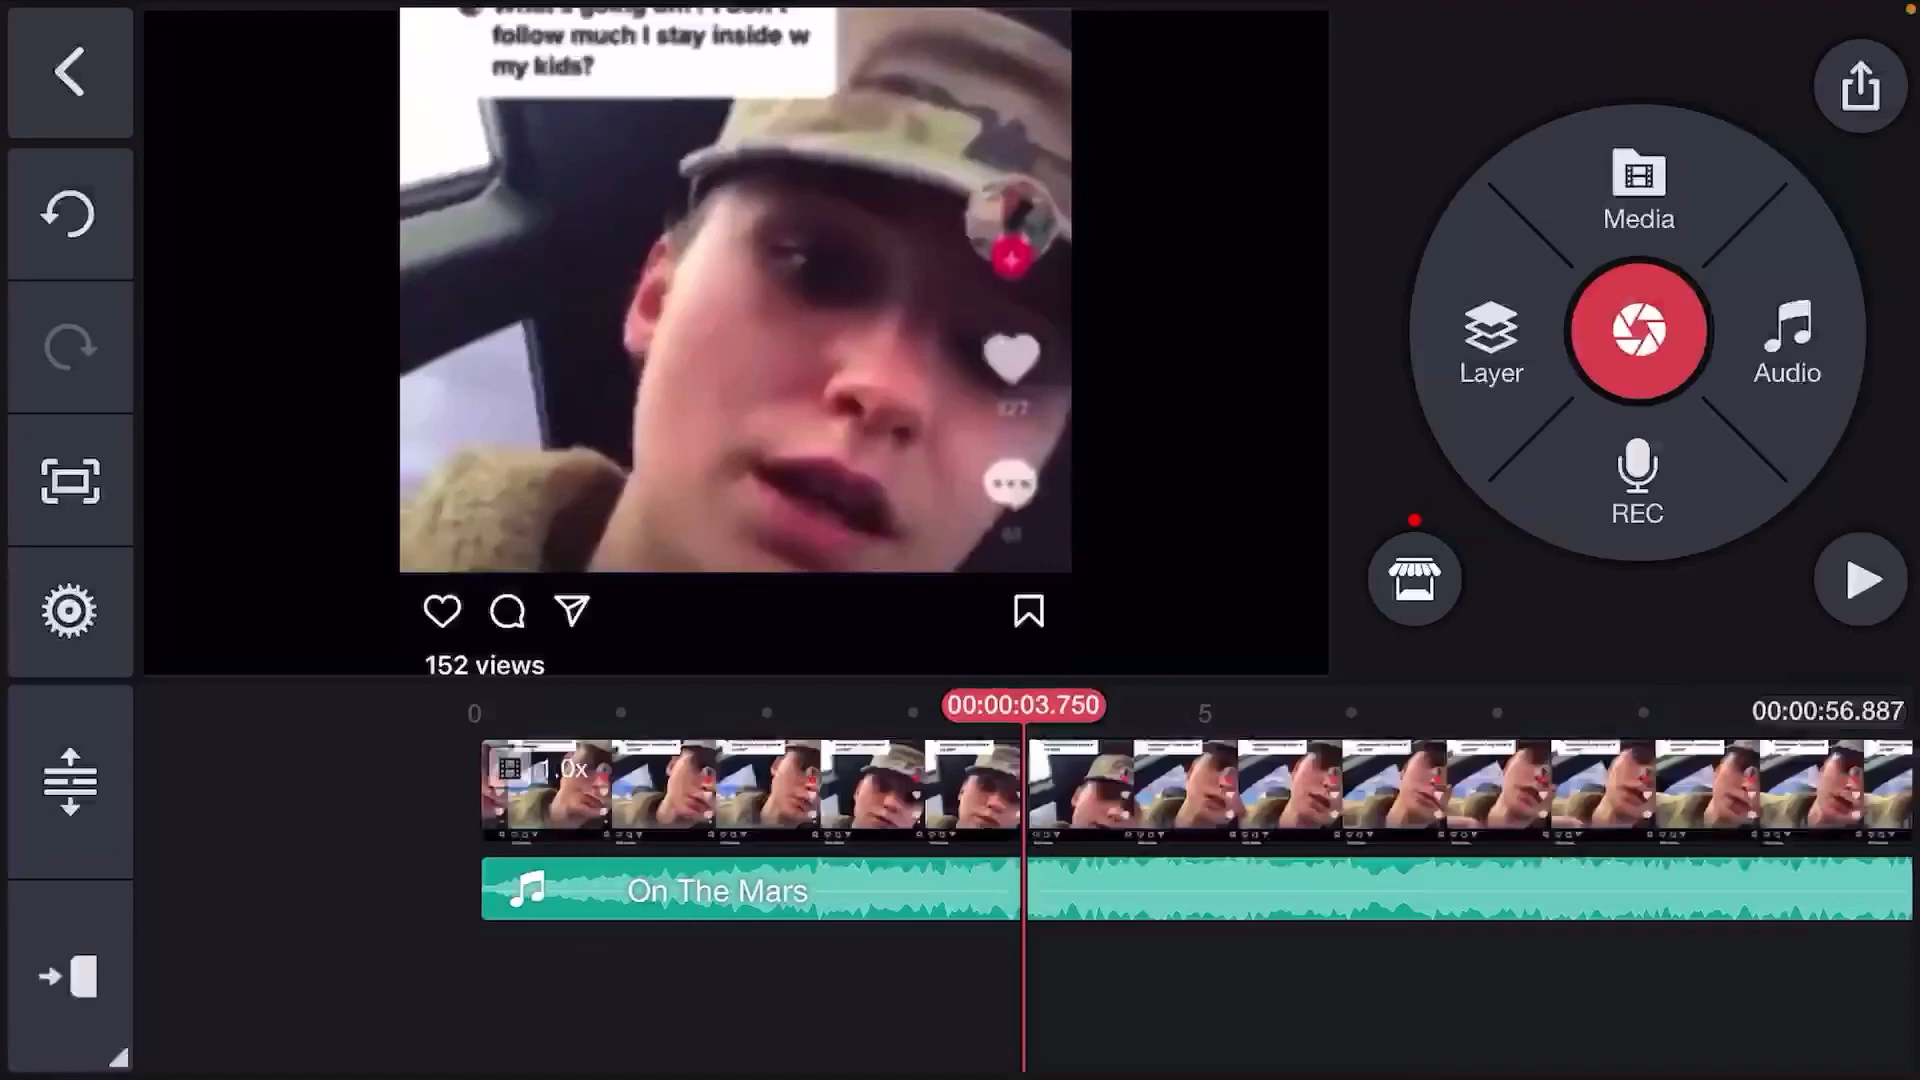 follow much I stay inside w
my kids?
Media
Layer
Audio
REC
327
152 views
0
00:00:03.750
5
00:00:56.887
1.0x
On The Mars